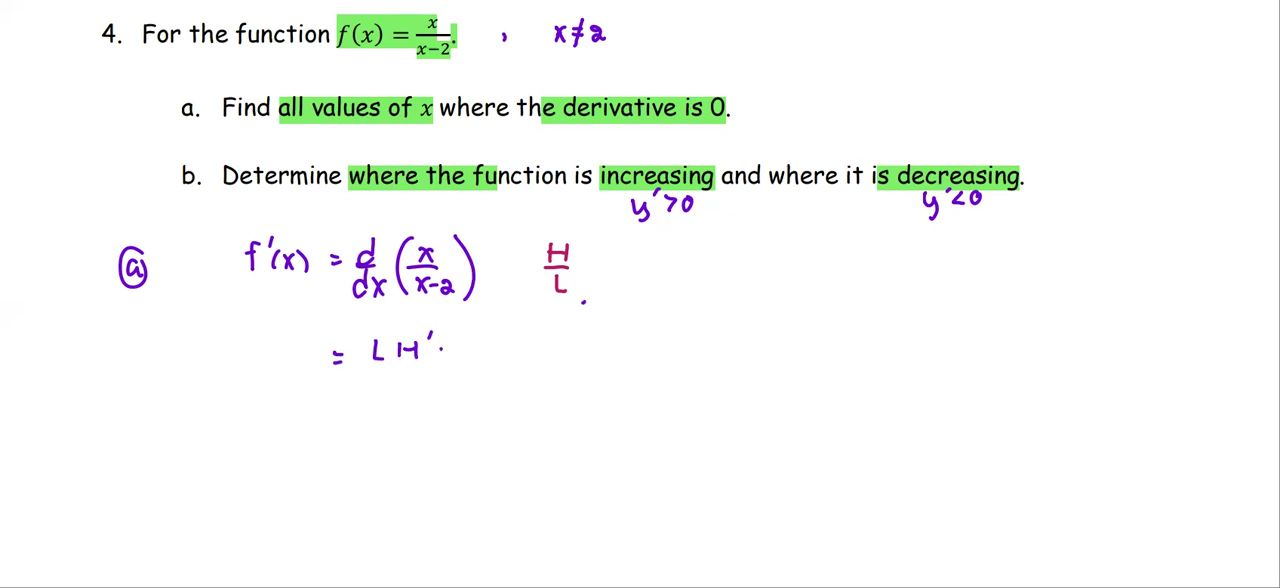 4. For the function f(x) = x/(x−2). , x≠2
a. Find all values of x where the derivative is 0.
b. Determine where the function is increasing and where it is decreasing.
y'>0 y'<0
(a) f'(x) = d/dx (x/(x-2)) H/L .
= L H' .